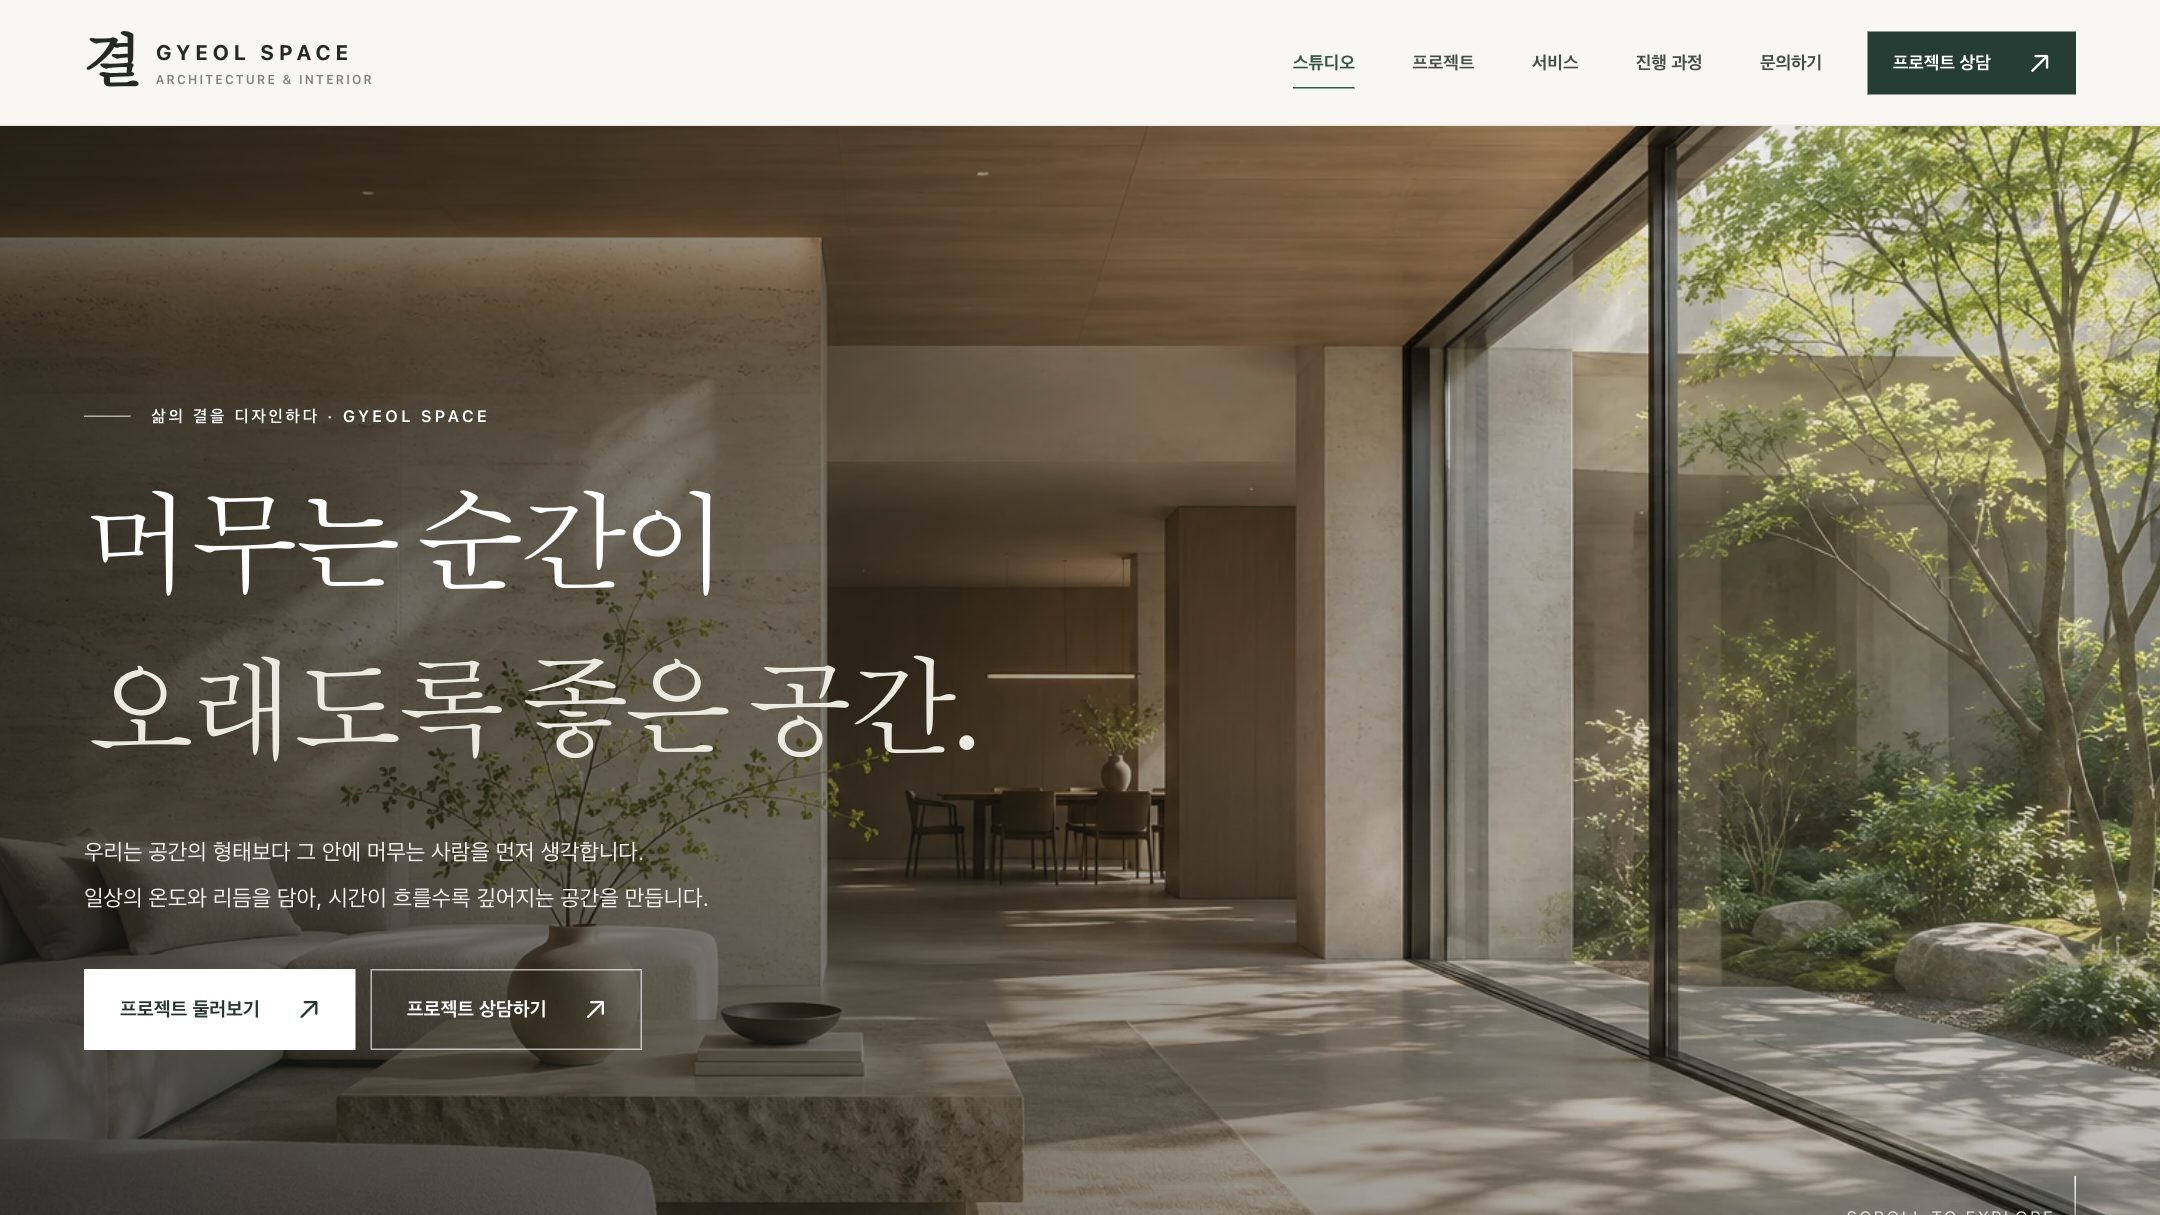 결 GYEOL SPACE
ARCHITECTURE & INTERIOR
스튜디오 프로젝트 서비스 진행 과정 문의하기 프로젝트 상담
삶의 결을 디자인하다 · GYEOL SPACE
머무는 순간이
오래도록 좋은 공간.
우리는 공간의 형태보다 그 안에 머무는 사람을 먼저 생각합니다.
일상의 온도와 리듬을 담아, 시간이 흐를수록 깊어지는 공간을 만듭니다.
프로젝트 둘러보기 프로젝트 상담하기
SCROLL TO EXPLORE